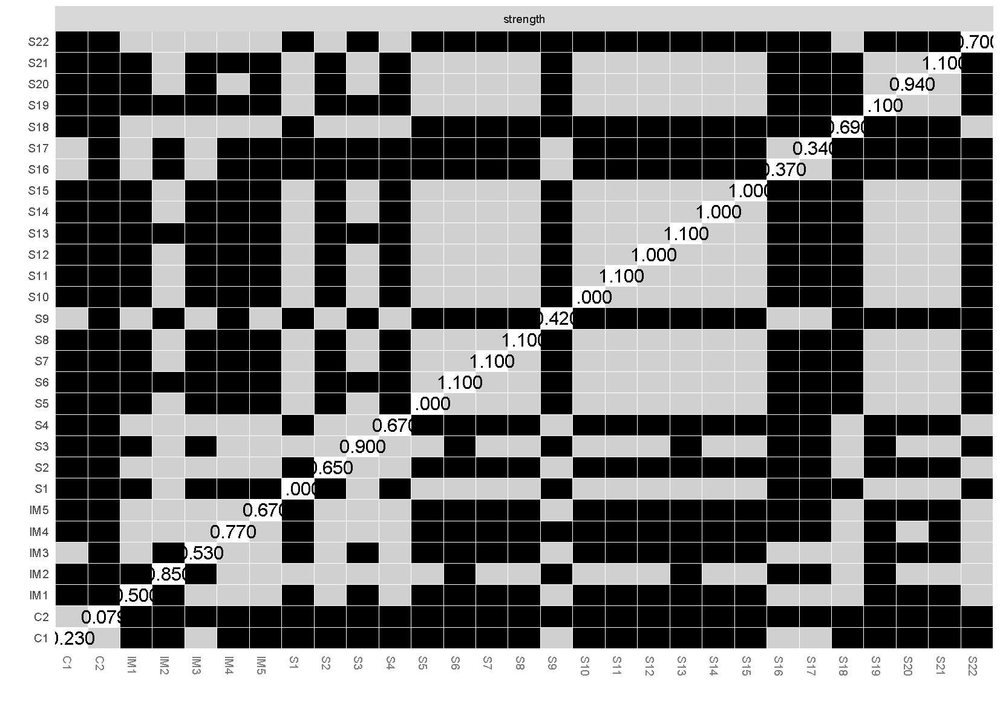 strength
S22 0.700
S21 1.100
S20 0.940
S19 .100
S18 0.690
S17 0.340
S16 0.370
S15 1.000
S14 1.000
S13 1.100
S12 1.000
S11 1.100
S10 .000
S9 0.420
S8 1.100
S7 1.100
S6 1.100
S5 .000
S4 0.670
S3 0.900
S2 0.650
S1 .000
IM5 0.670
IM4 0.770
IM3 0.530
IM2 0.850
IM1 0.500
C2 0.079
C1 0.230
C1 C2 IM1 IM2 IM3 IM4 IM5 S1 S2 S3 S4 S5 S6 S7 S8 S9 S10 S11 S12 S13 S14 S15 S16 S17 S18 S19 S20 S21 S22